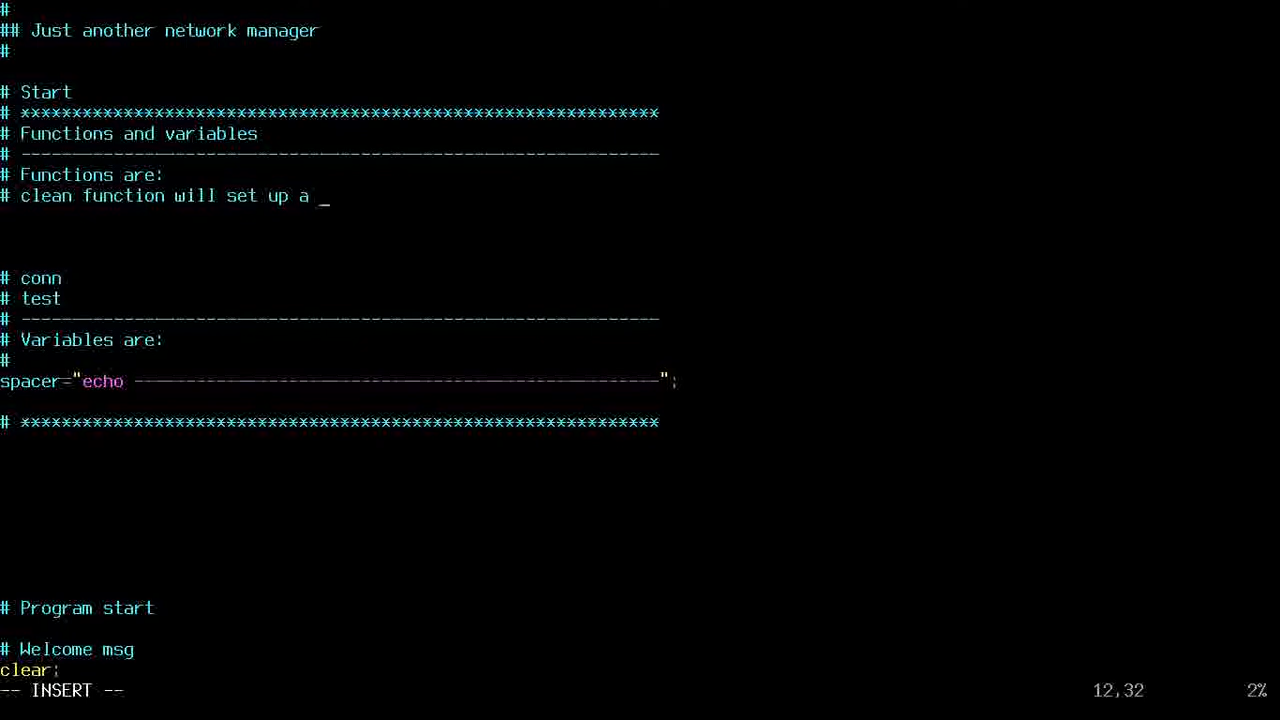 #
## Just another network manager
#
# Start
# **************************************************************
# Functions and variables
# --------------------------------------------------------------
# Functions are:
# clean function will set up a _
# conn
# test
# --------------------------------------------------------------
# Variables are:
#
spacer="echo ---------------------------------------------------";
# **************************************************************
# Program start
# Welcome msg
clear;
-- INSERT -- 12,32 2%